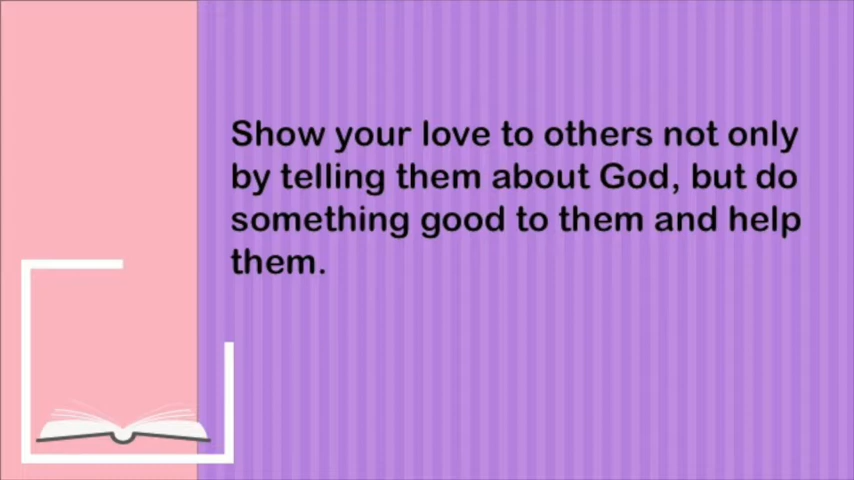 Show your love to others not only
by telling them about God, but do
something good to them and help
them.